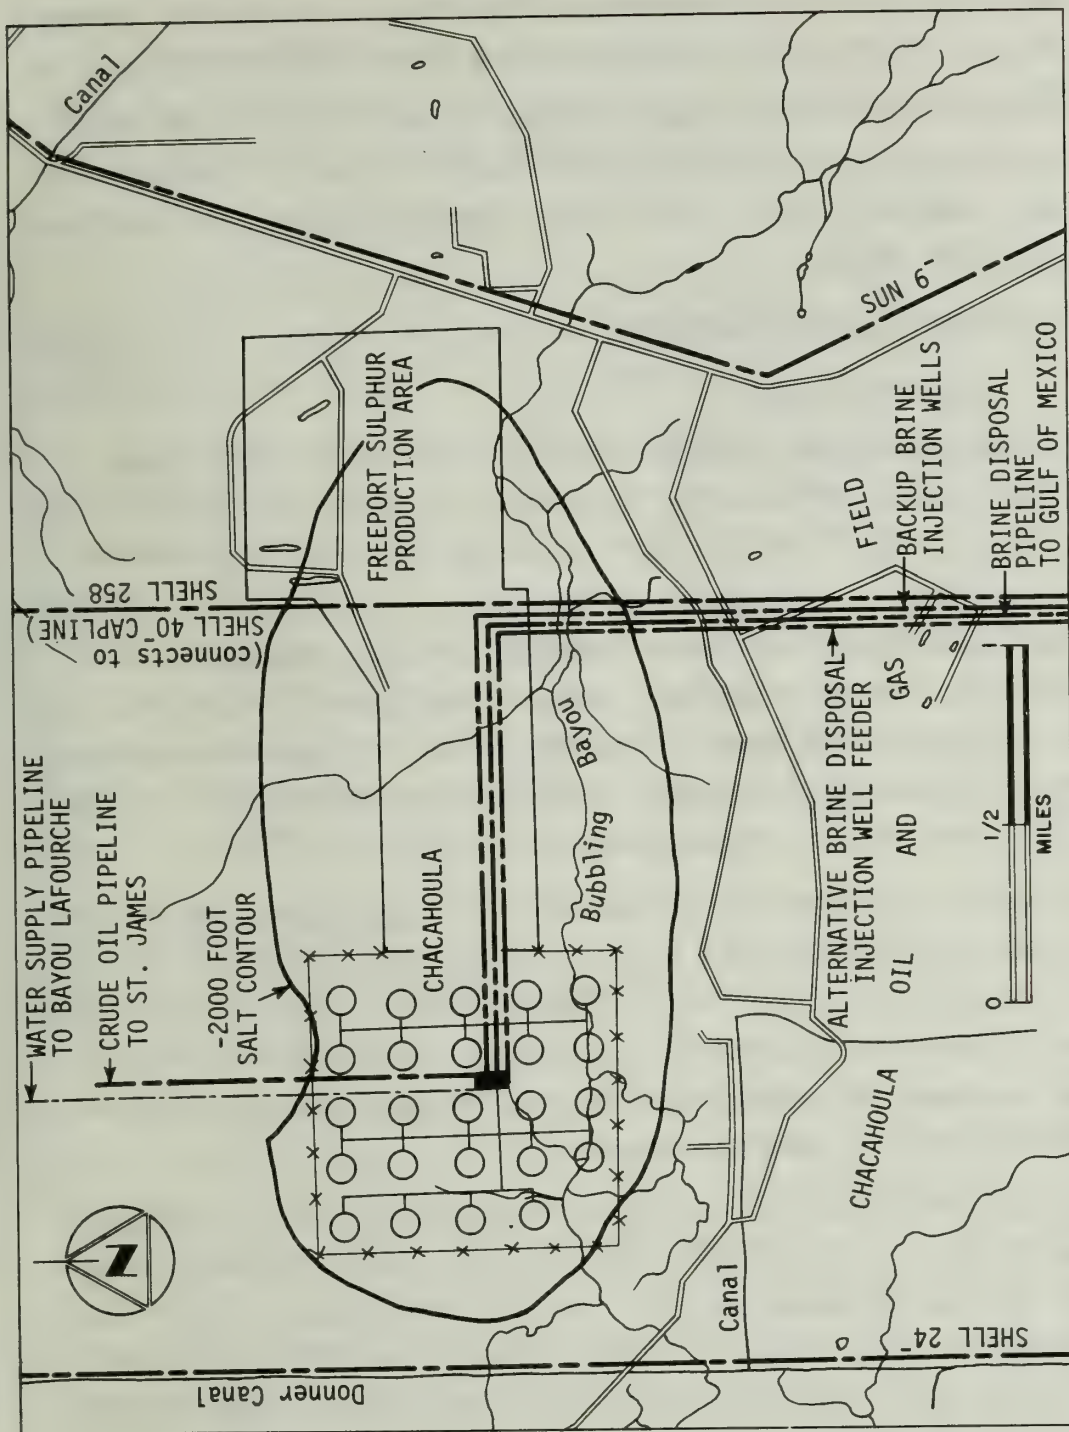 Canal
WATER SUPPLY PIPELINE
TO BAYOU LAFOURCHE
CRUDE OIL PIPELINE
TO ST. JAMES
-2000 FOOT
SALT CONTOUR
(connects to
SHELL 40" CAPLINE)
SHELL 258
FREEPORT SULPHUR
PRODUCTION AREA
CHACAHOULA
Bubbling
Bayou
SUN 6"
N
Donner Canal
SHELL 24"
Canal
CHACAHOULA
OIL
AND
GAS
FIELD
ALTERNATIVE BRINE DISPOSAL
INJECTION WELL FEEDER
BACKUP BRINE
INJECTION WELLS
BRINE DISPOSAL
PIPELINE
TO GULF OF MEXICO
0
1/2
1
MILES